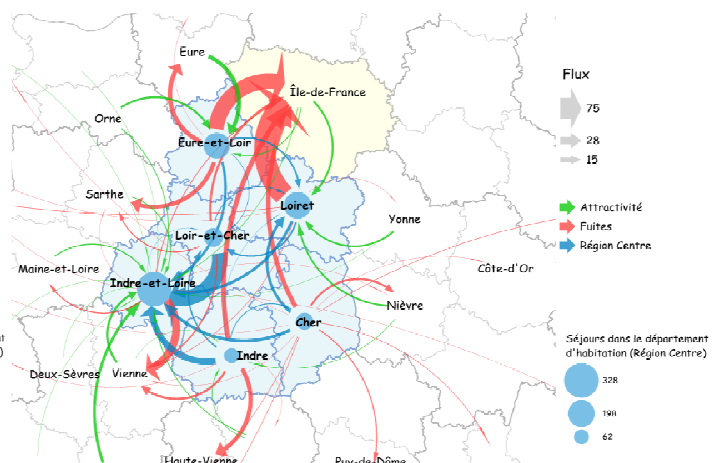 Eure
Île-de-France
Orne
Eure-et-Loir
Sarthe
Loiret
Yonne
Loir-et-Cher
Maine-et-Loire
Indre-et-Loire
Côte-d'Or
Nièvre
Cher
Indre
Deux-Sèvres
Vienne
Haute-Vienne
Puy-de-Dôme
Flux
75
28
15
Attractivité
Fuites
Région Centre
Séjours dans le département
d'habitation (Région Centre)
328
198
62